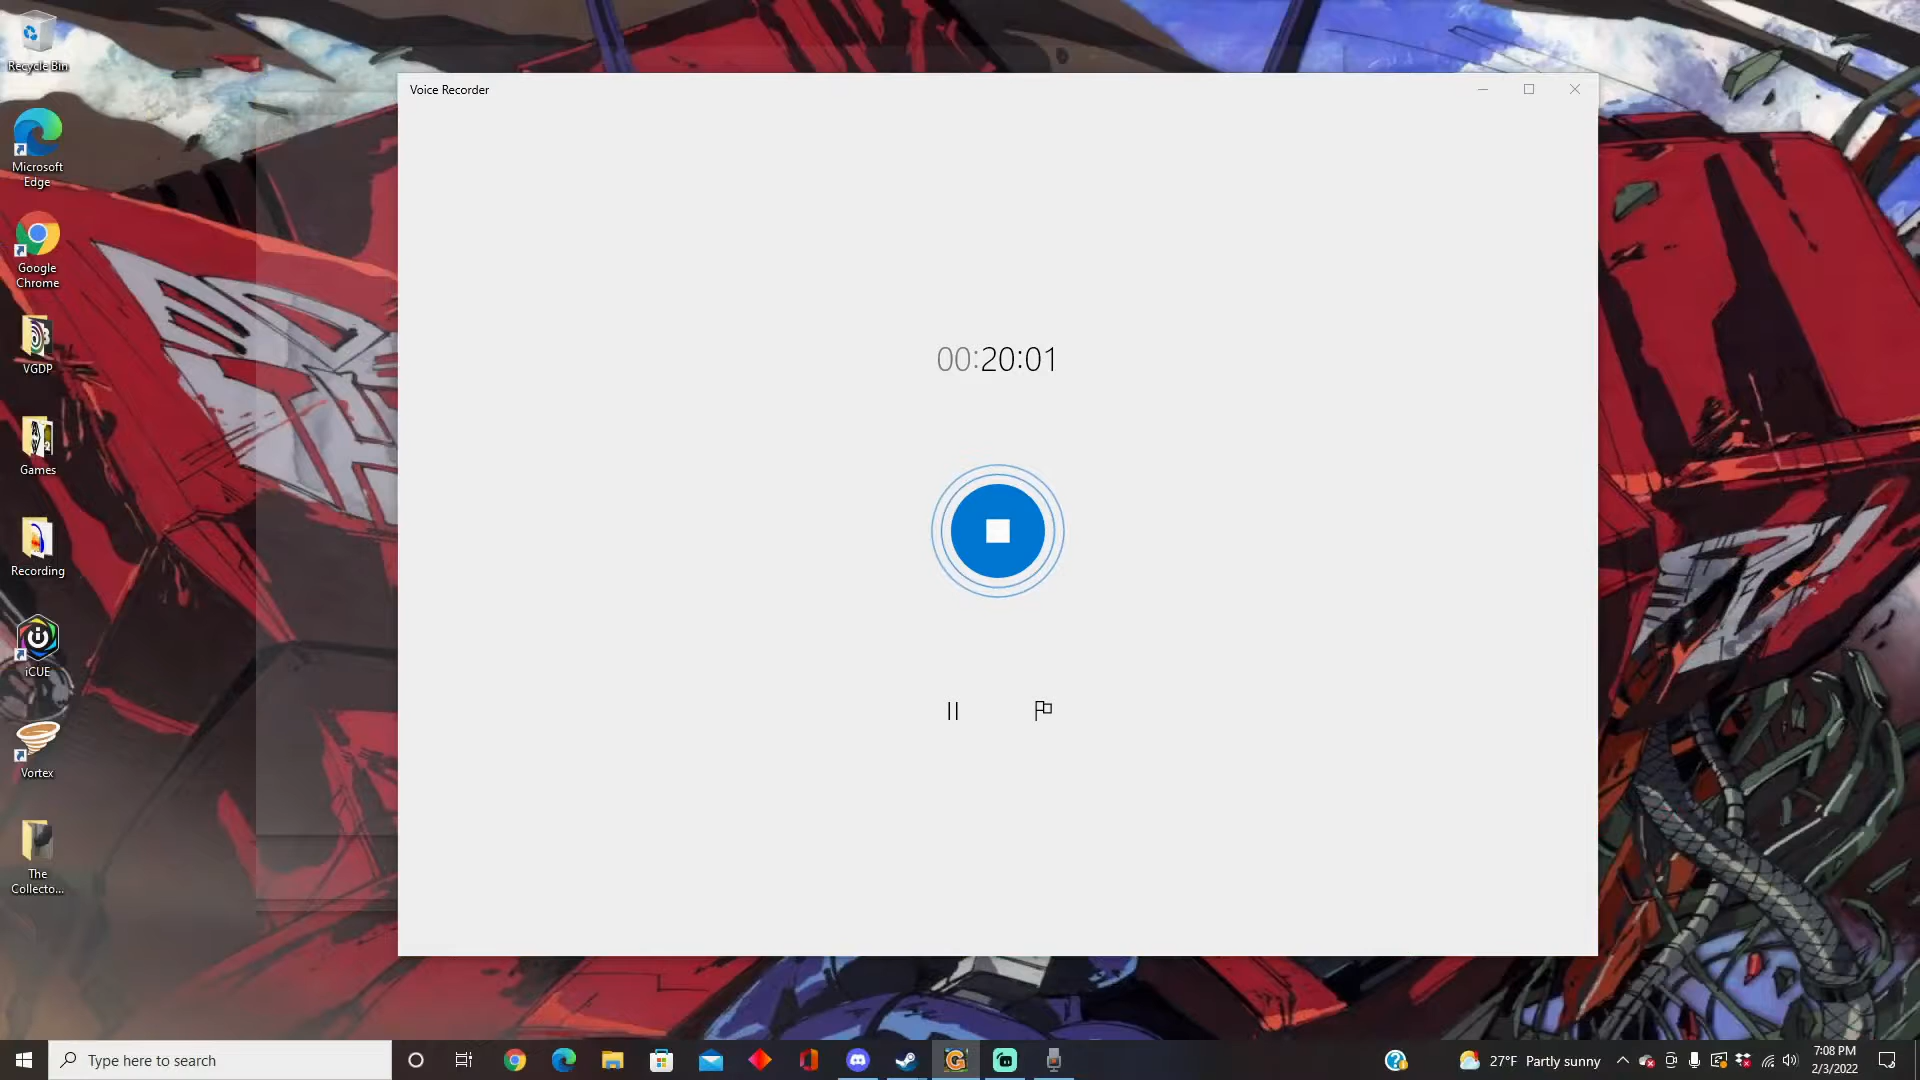 Recycle Bin
Microsoft
Edge
Google
Chrome
VGDP
Games
Recording
iCUE
Vortex
The
Collecto...
Voice Recorder
00:20:01
Type here to search
27°F Partly sunny
7:08 PM
2/3/2022